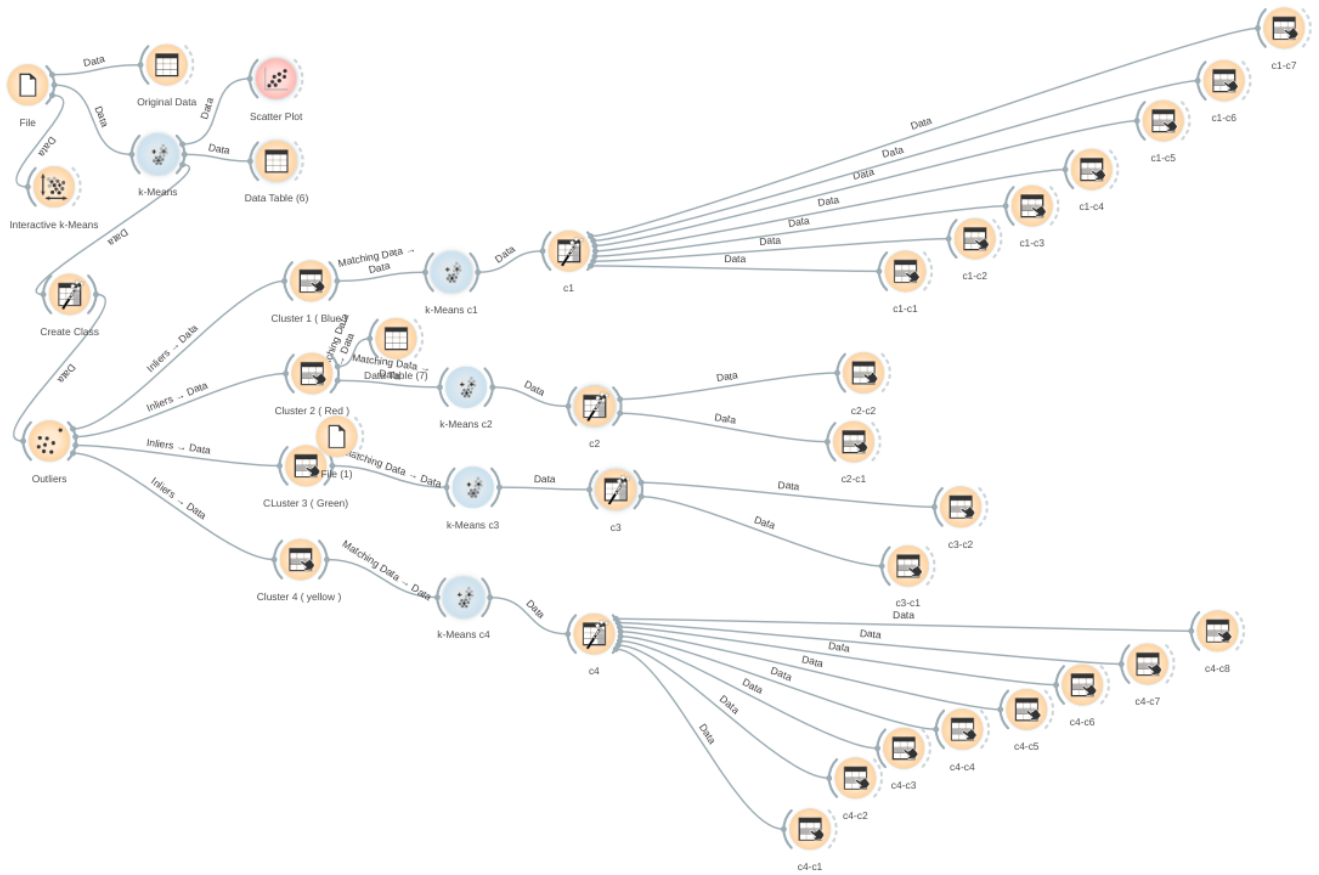 Data
Original Data
File
Data
Data
Scatter Plot
Data
k-Means
Data
Data Table (6)
Interactive k-Means
Data
Create Class
Data
Outliers
Inliers → Data
Inliers → Data
Inliers → Data
Inliers → Data
Cluster 1 ( Blue
Matching Data →
Data
k-Means c1
Data
c1
Data
c1-c7
Data
c1-c6
Data
c1-c5
Data
c1-c4
Data
c1-c3
Data
c1-c2
Data
c1-c1
Cluster 2 ( Red )
→ Data
Data Table (7)
Matching Data →
k-Means c2
Data
c2
Data
c2-c2
Data
c2-c1
File (1)
CLuster 3 ( Green)
Matching Data → Data
k-Means c3
Data
c3
Data
c3-c2
Data
c3-c1
Cluster 4 ( yellow )
Matching Data → Data
k-Means c4
Data
c4
Data
c4-c8
Data
c4-c7
Data
c4-c6
Data
c4-c5
Data
c4-c4
Data
c4-c3
Data
c4-c2
Data
c4-c1